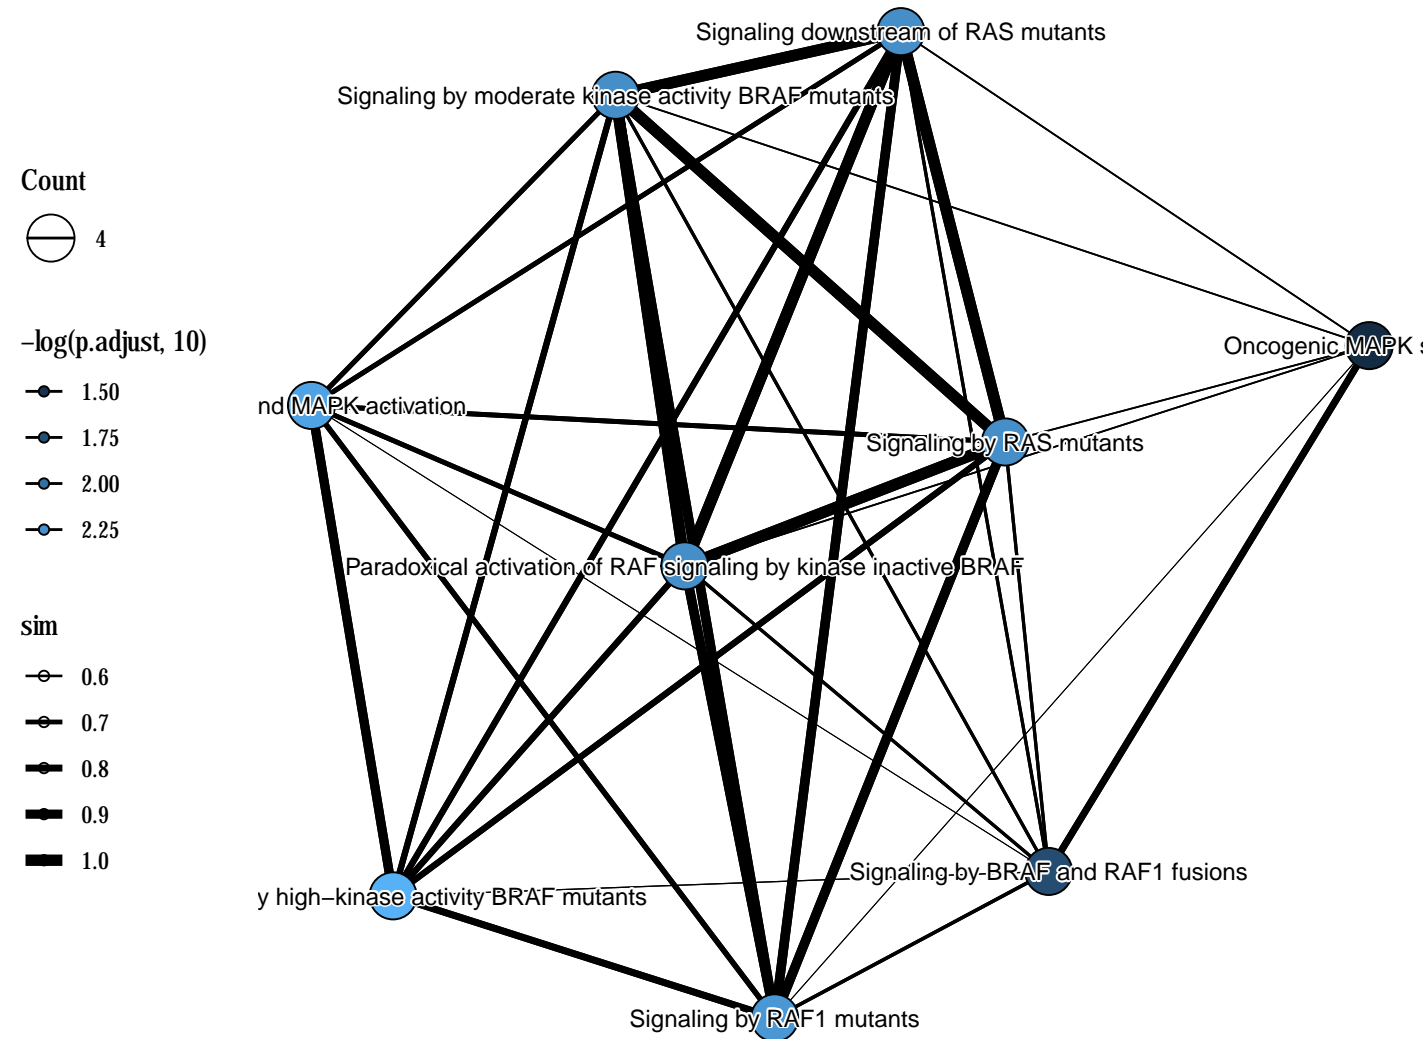 Signaling downstream of RAS mutants
Signaling by moderate kinase activity BRAF mutants
Count
4
−log(p.adjust, 10)
1.50
1.75
2.00
2.25
sim
0.6
0.7
0.8
0.9
1.0
Oncogenic MAPK s
nd MAPK activation
Signaling by RAS mutants
Paradoxical activation of RAF signaling by kinase inactive BRAF
Signaling by BRAF and RAF1 fusions
y high−kinase activity BRAF mutants
Signaling by RAF1 mutants